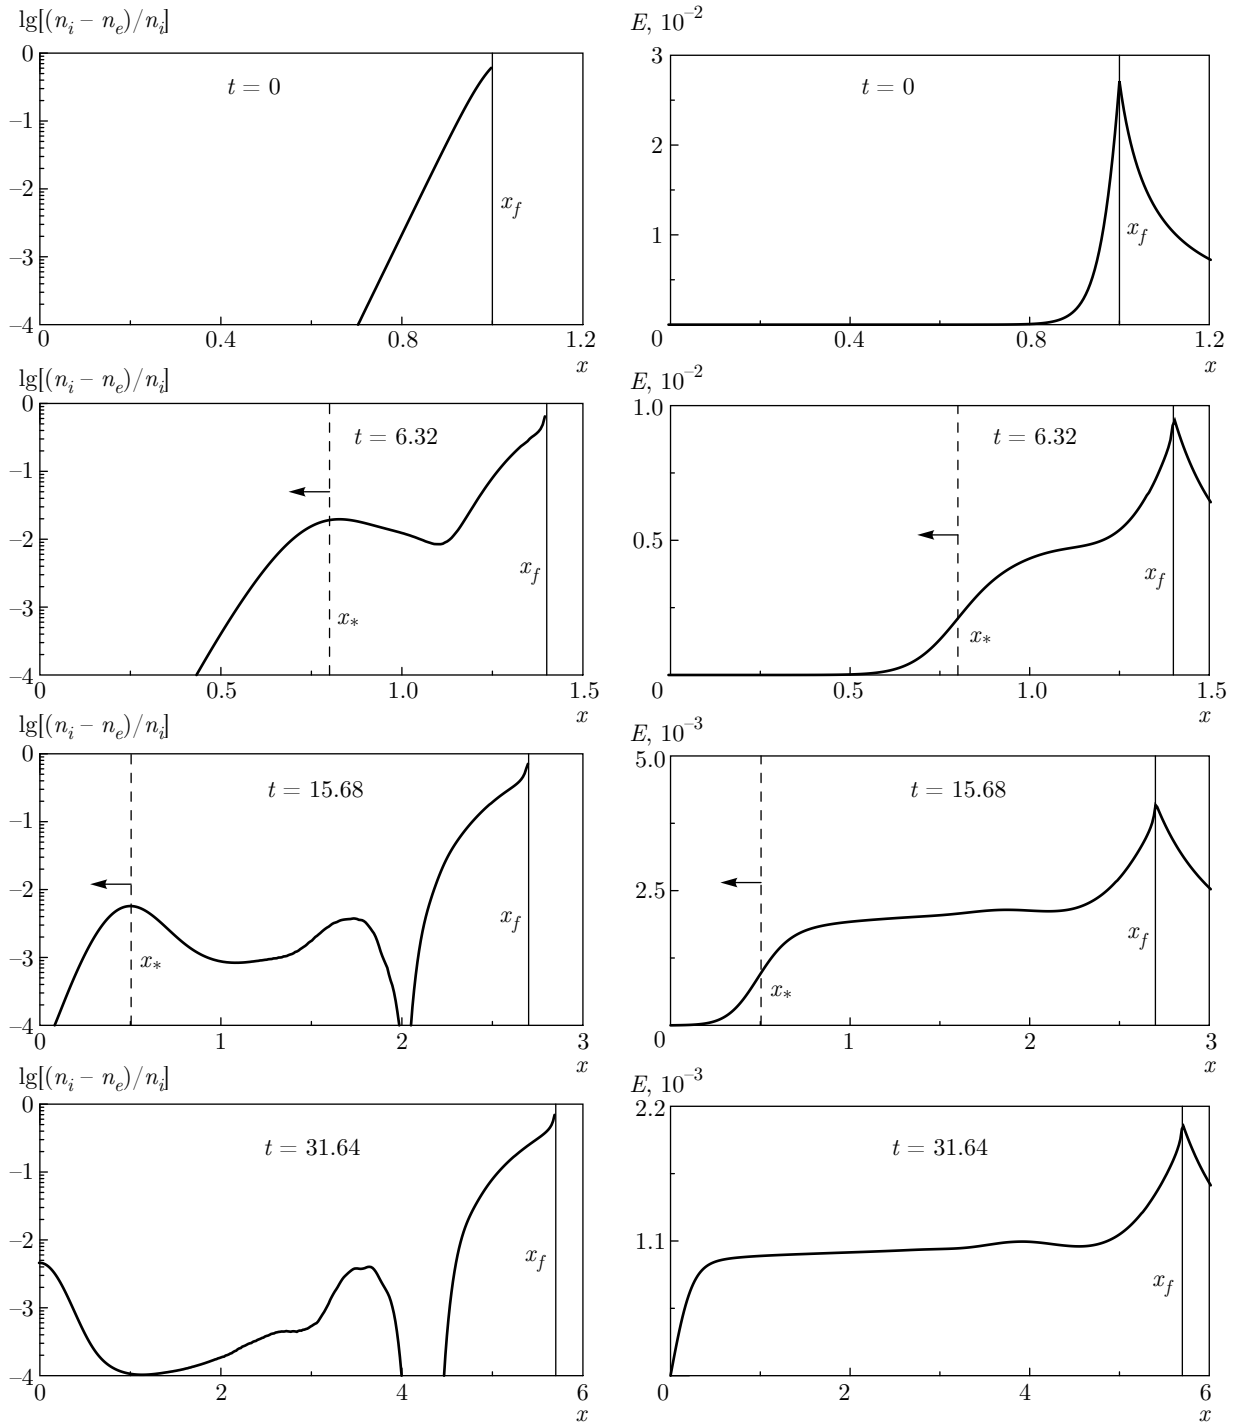 lg[(n_i – n_e)/n_i]
0
–1
–2
–3
–4
t = 0
x_f
0
0.4
0.8
1.2
x
E, 10^–2
3
2
1
0
t = 0
x_f
0.4
0.8
1.2
x
lg[(n_i – n_e)/n_i]
0
–1
–2
–3
–4
t = 6.32
x_*
x_f
0
0.5
1.0
1.5
x
E, 10^–2
1.0
0.5
0
t = 6.32
x_*
x_f
0.5
1.0
1.5
x
lg[(n_i – n_e)/n_i]
0
–1
–2
–3
–4
t = 15.68
x_*
x_f
0
1
2
3
x
E, 10^–3
5.0
2.5
0
t = 15.68
x_*
x_f
0
1
2
3
x
lg[(n_i – n_e)/n_i]
0
–1
–2
–3
–4
t = 31.64
x_f
0
2
4
6
x
E, 10^–3
2.2
1.1
t = 31.64
x_f
0
2
4
6
x